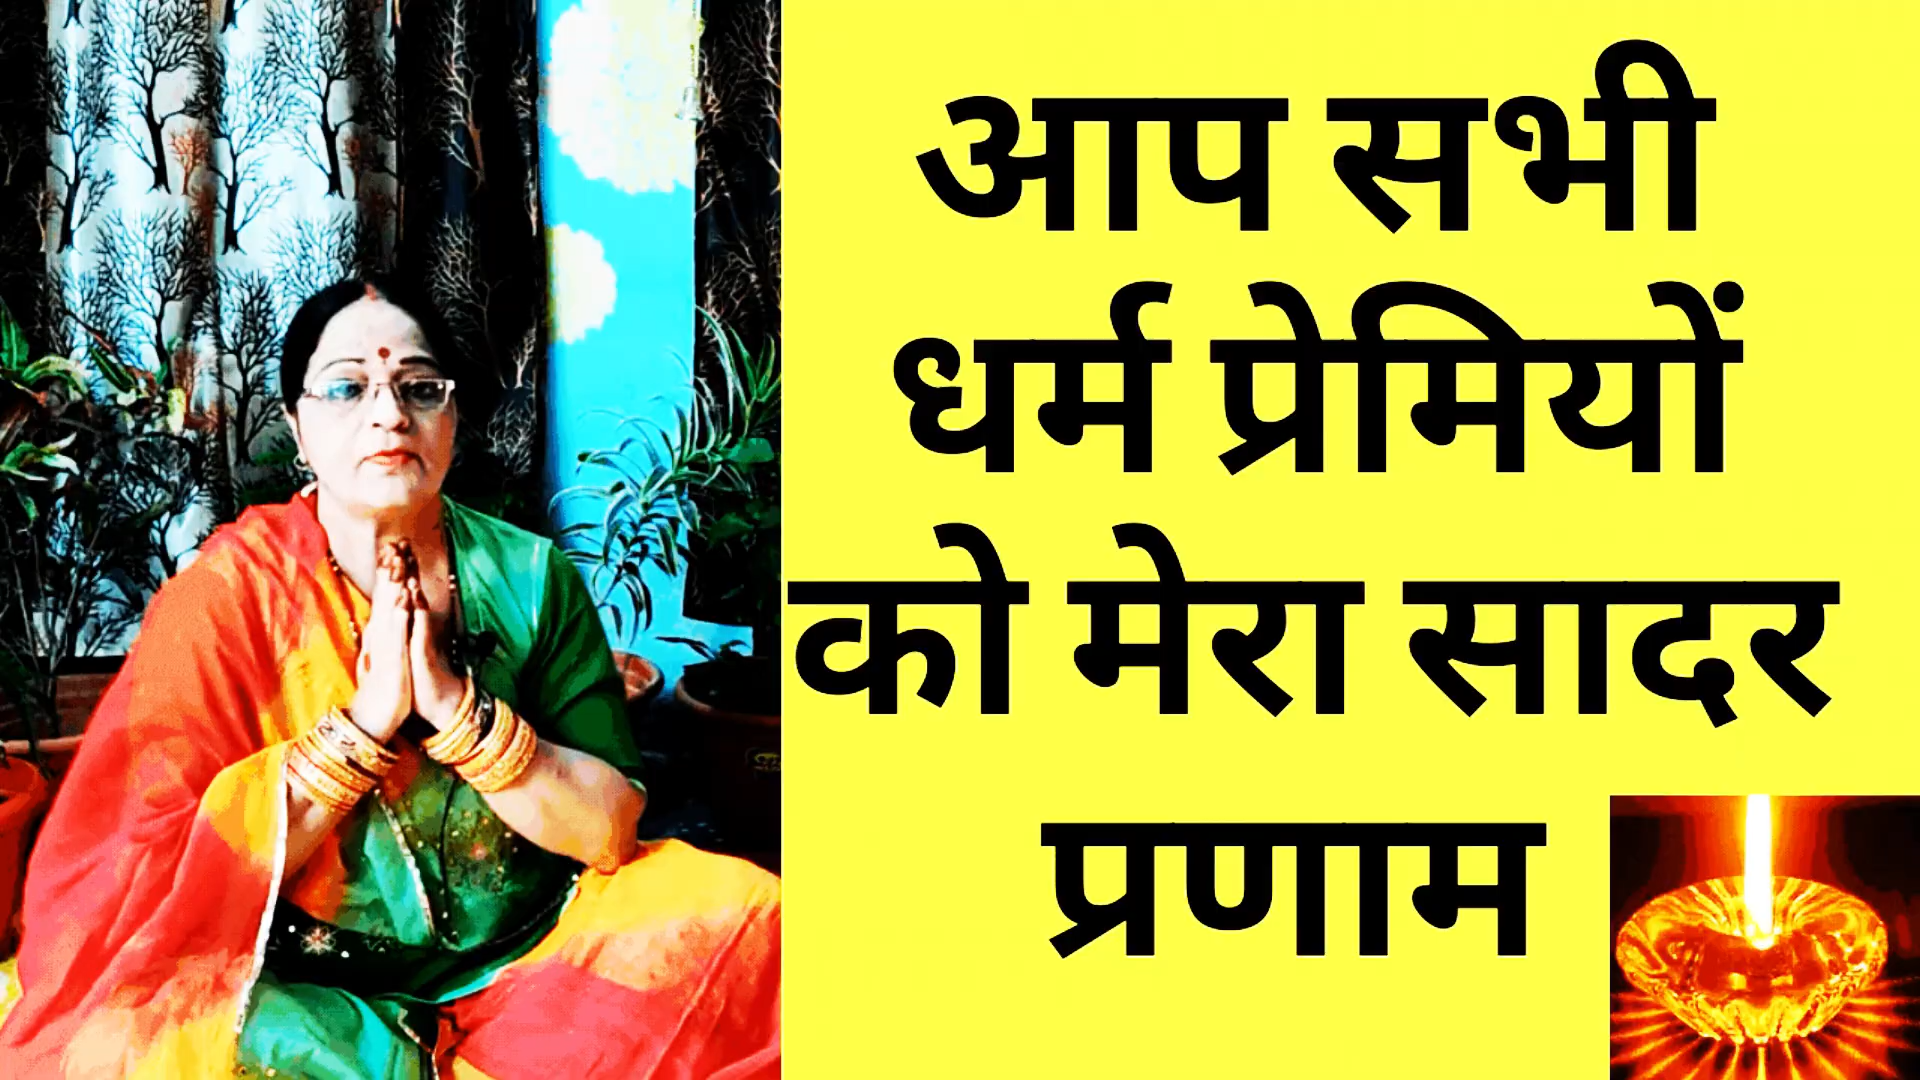 आप सभी
धर्म प्रेमियों
को मेरा सादर
प्रणाम